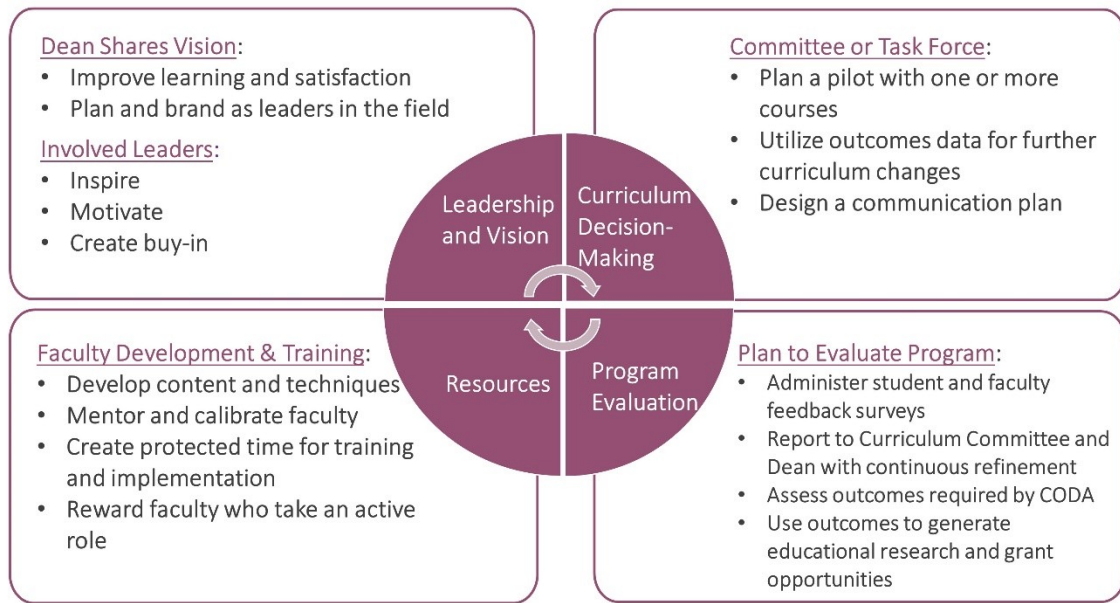 Dean Shares Vision:
• Improve learning and satisfaction
• Plan and brand as leaders in the field
Involved Leaders:
• Inspire
• Motivate
• Create buy-in
Committee or Task Force:
• Plan a pilot with one or more
courses
• Utilize outcomes data for further
curriculum changes
• Design a communication plan
Leadership
and Vision
Curriculum
Decision-
Making
Resources
Program
Evaluation
Faculty Development & Training:
• Develop content and techniques
• Mentor and calibrate faculty
• Create protected time for training
and implementation
• Reward faculty who take an active
role
Plan to Evaluate Program:
• Administer student and faculty
feedback surveys
• Report to Curriculum Committee and
Dean with continuous refinement
• Assess outcomes required by CODA
• Use outcomes to generate
educational research and grant
opportunities